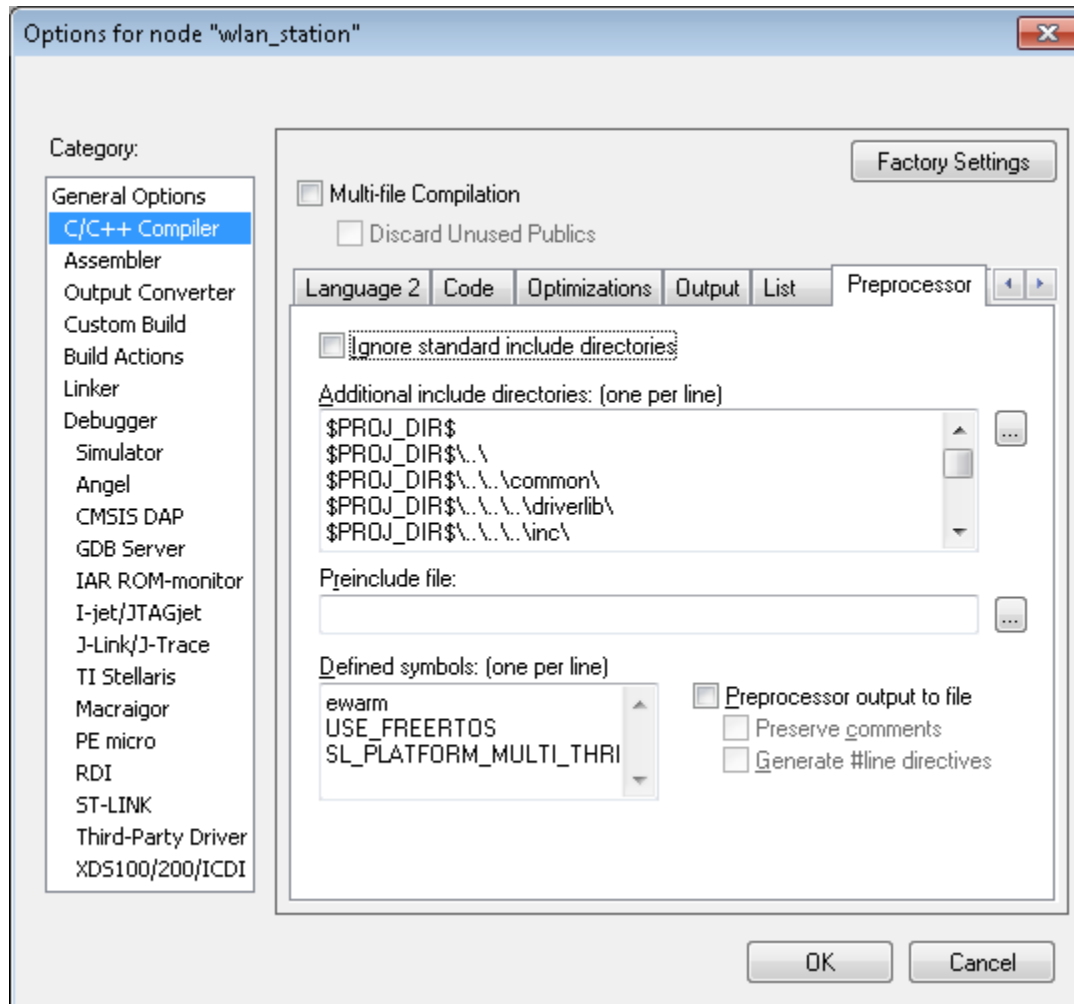 Options for node "wlan_station"
Category:
General Options
C/C++ Compiler
Assembler
Output Converter
Custom Build
Build Actions
Linker
Debugger
Simulator
Angel
CMSIS DAP
GDB Server
IAR ROM-monitor
I-jet/JTAGjet
J-Link/J-Trace
TI Stellaris
Macraigor
PE micro
RDI
ST-LINK
Third-Party Driver
XDS100/200/ICDI
Factory Settings
Multi-file Compilation
Discard Unused Publics
Language 2 Code Optimizations Output List Preprocessor
Ignore standard include directories
Additional include directories: (one per line)
$PROJ_DIR$
$PROJ_DIR$\..\
$PROJ_DIR$\..\..\common\
$PROJ_DIR$\..\..\..\driverlib\
$PROJ_DIR$\..\..\..\inc\
...
Preinclude file:
...
Defined symbols: (one per line)
ewarm
USE_FREERTOS
SL_PLATFORM_MULTI_THRI
Preprocessor output to file
Preserve comments
Generate #line directives
OK Cancel